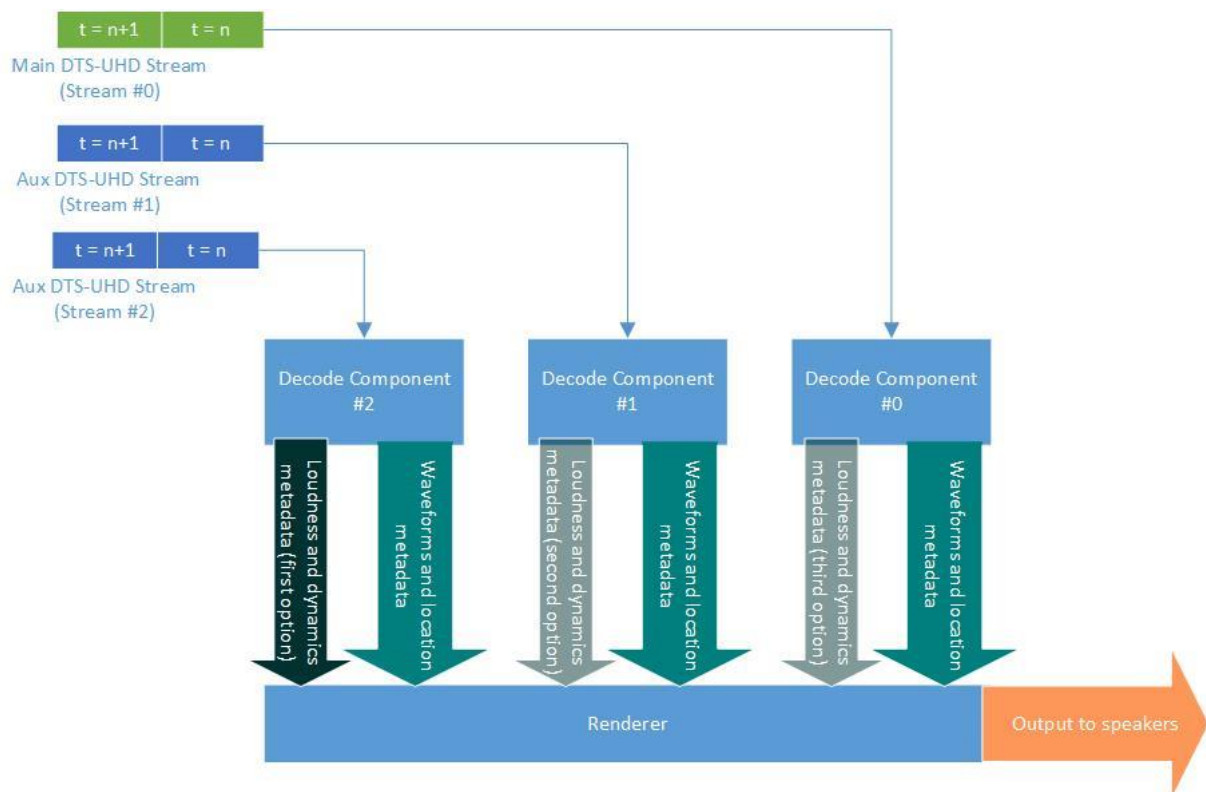 t = n+1
t = n
Main DTS-UHD Stream
(Stream #0)
t = n+1
t = n
Aux DTS-UHD Stream
(Stream #1)
t = n+1
t = n
Aux DTS-UHD Stream
(Stream #2)
Decode Component
#2
Decode Component
#1
Decode Component
#0
Loudness and dynamics
metadata (first option)
Waveforms and location
metadata
Loudness and dynamics
metadata (second option)
Waveforms and location
metadata
Loudness and dynamics
metadata (third option)
Waveforms and location
metadata
Renderer
Output to speakers